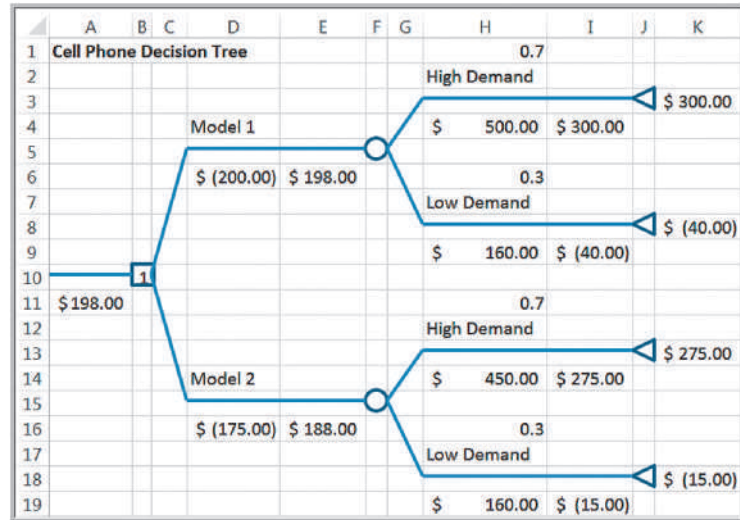 A B C D E F G H I J K
1 Cell Phone Decision Tree 0.7
2 High Demand
3 $ 300.00
4 Model 1 $ 500.00 $ 300.00
5
6 $ (200.00) $ 198.00 0.3
7 Low Demand
8 $ (40.00)
9 $ 160.00 $ (40.00)
10 1
11 $198.00 0.7
12 High Demand
13 $ 275.00
14 Model 2 $ 450.00 $ 275.00
15
16 $ (175.00) $ 188.00 0.3
17 Low Demand
18 $ (15.00)
19 $ 160.00 $ (15.00)